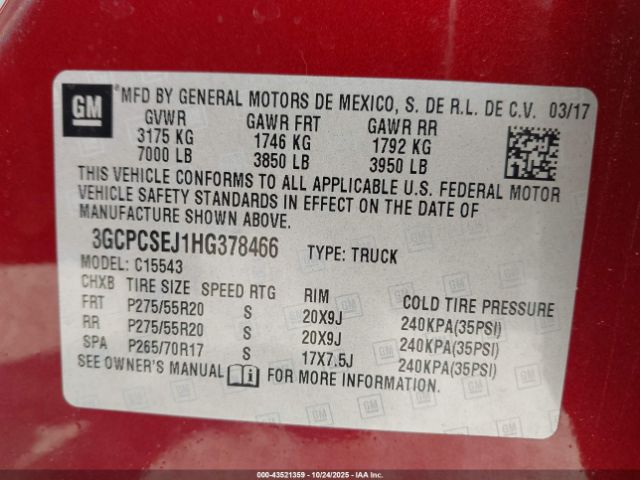 GM
MFD BY GENERAL MOTORS DE MEXICO, S. DE R.L. DE C.V. 03/17
GVWR GAWR FRT GAWR RR
3175 KG 1746 KG 1792 KG
7000 LB 3850 LB 3950 LB
THIS VEHICLE CONFORMS TO ALL APPLICABLE U.S. FEDERAL MOTOR
VEHICLE SAFETY STANDARDS IN EFFECT ON THE DATE OF
MANUFACTURE SHOWN ABOVE.
3GCPCSEJ1HG378466 TYPE: TRUCK
MODEL: C15543
CHXB TIRE SIZE SPEED RTG RIM COLD TIRE PRESSURE
FRT P275/55R20 S 20X9J 240KPA(35PSI)
RR P275/55R20 S 20X9J 240KPA(35PSI)
SPA P265/70R17 S 17X7.5J 240KPA(35PSI)
SEE OWNER'S MANUAL FOR MORE INFORMATION.
000-43521359 - 10/24/2025 - IAA Inc.